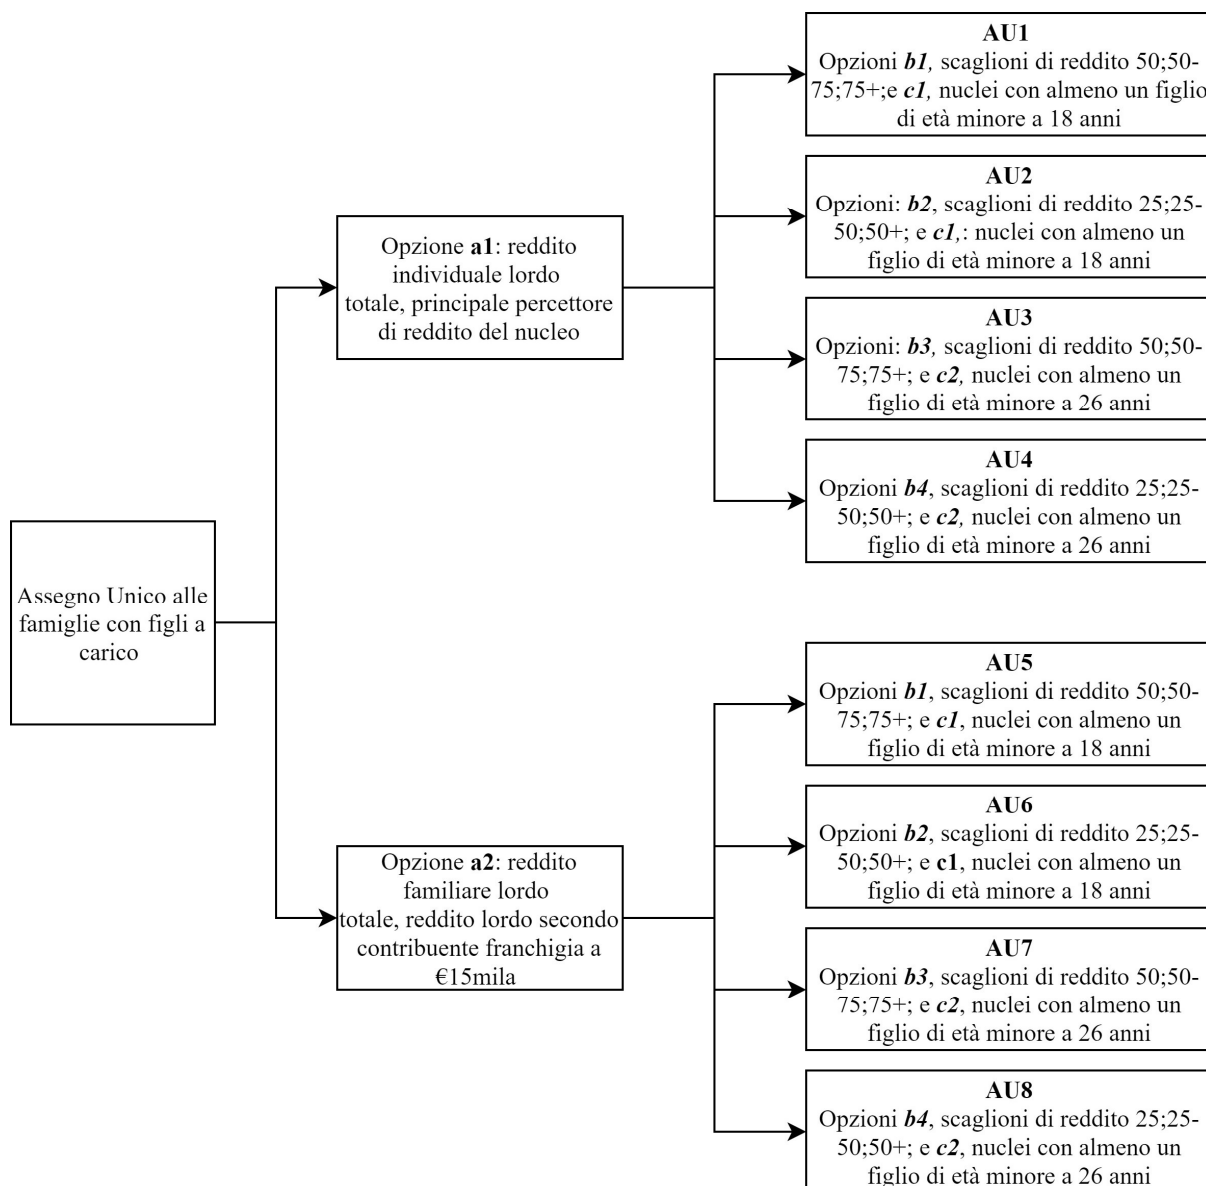 Assegno Unico alle
famiglie con figli a
carico
Opzione a1: reddito
individuale lordo
totale, principale percettore
di reddito del nucleo
Opzione a2: reddito
familiare lordo
totale, reddito lordo secondo
contribuente franchigia a
€15mila
AU1
Opzioni b1, scaglioni di reddito 50;50-
75;75+;e c1, nuclei con almeno un figlio
di età minore a 18 anni
AU2
Opzioni: b2, scaglioni di reddito 25;25-
50;50+; e c1,: nuclei con almeno un
figlio di età minore a 18 anni
AU3
Opzioni: b3, scaglioni di reddito 50;50-
75;75+; e c2, nuclei con almeno un
figlio di età minore a 26 anni
AU4
Opzioni b4, scaglioni di reddito 25;25-
50;50+; e c2, nuclei con almeno un
figlio di età minore a 26 anni
AU5
Opzioni b1, scaglioni di reddito 50;50-
75;75+; e c1, nuclei con almeno un
figlio di età minore a 18 anni
AU6
Opzioni b2, scaglioni di reddito 25;25-
50;50+; e c1, nuclei con almeno un
figlio di età minore a 18 anni
AU7
Opzioni b3, scaglioni di reddito 50;50-
75;75+; e c2, nuclei con almeno un
figlio di età minore a 26 anni
AU8
Opzioni b4, scaglioni di reddito 25;25-
50;50+; e c2, nuclei con almeno un
figlio di età minore a 26 anni